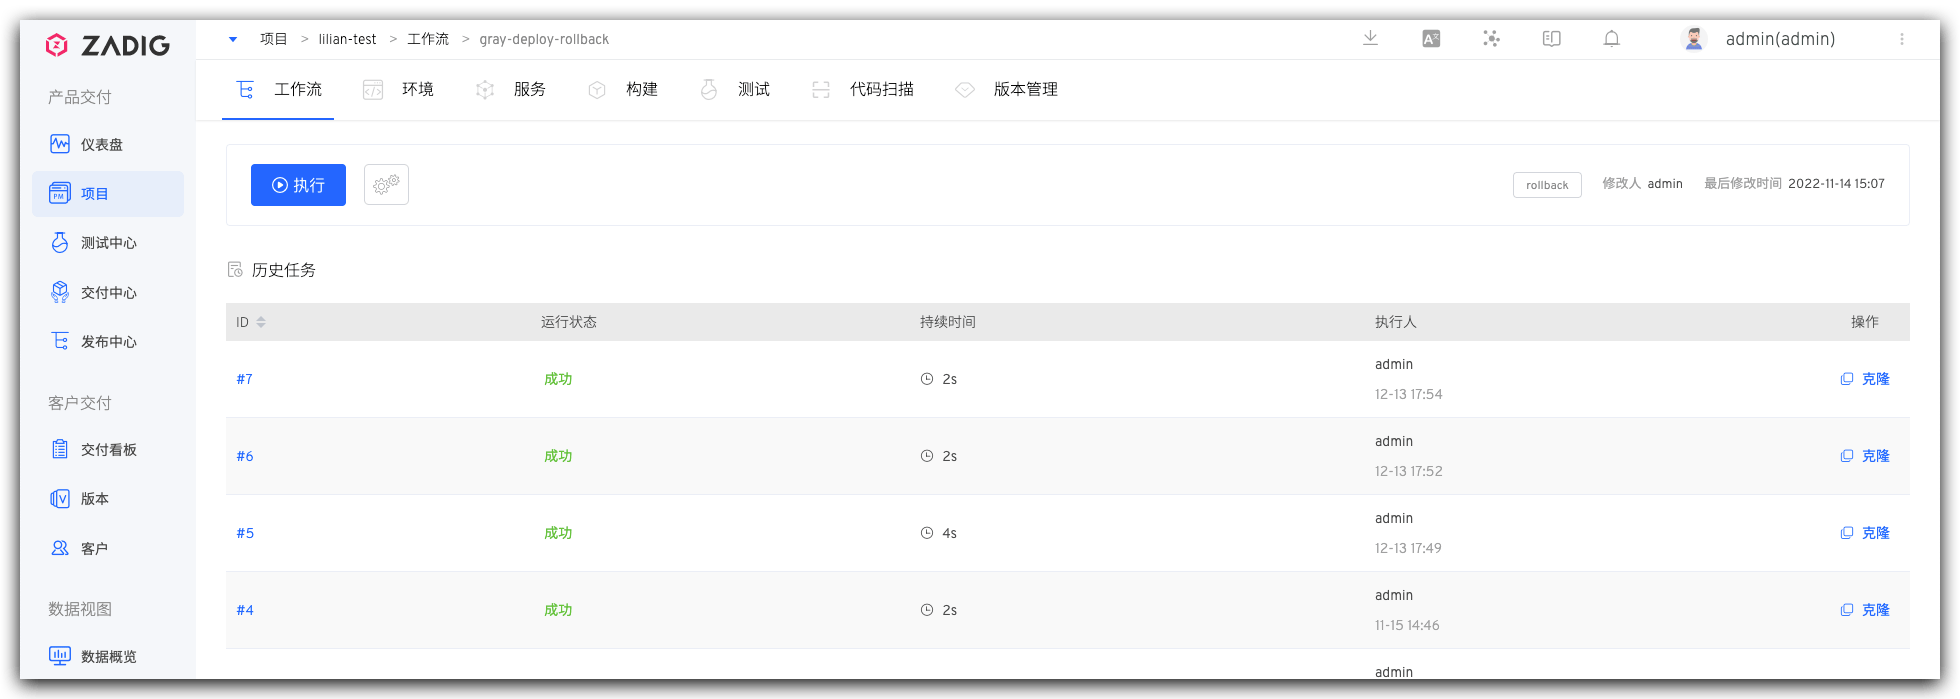 ZADIG
项目 > lilian-test > 工作流 > gray-deploy-rollback
admin(admin)
产品交付
仪表盘
项目
测试中心
交付中心
发布中心
客户交付
交付看板
版本
客户
数据视图
数据概览
工作流 环境 服务 构建 测试 代码扫描 版本管理
执行
rollback 修改人 admin 最后修改时间 2022-11-14 15:07
历史任务
ID 运行状态 持续时间 执行人 操作
#7 成功 2s admin 克隆
12-13 17:54
#6 成功 2s admin 克隆
12-13 17:52
#5 成功 4s admin 克隆
12-13 17:49
#4 成功 2s admin 克隆
11-15 14:46
admin